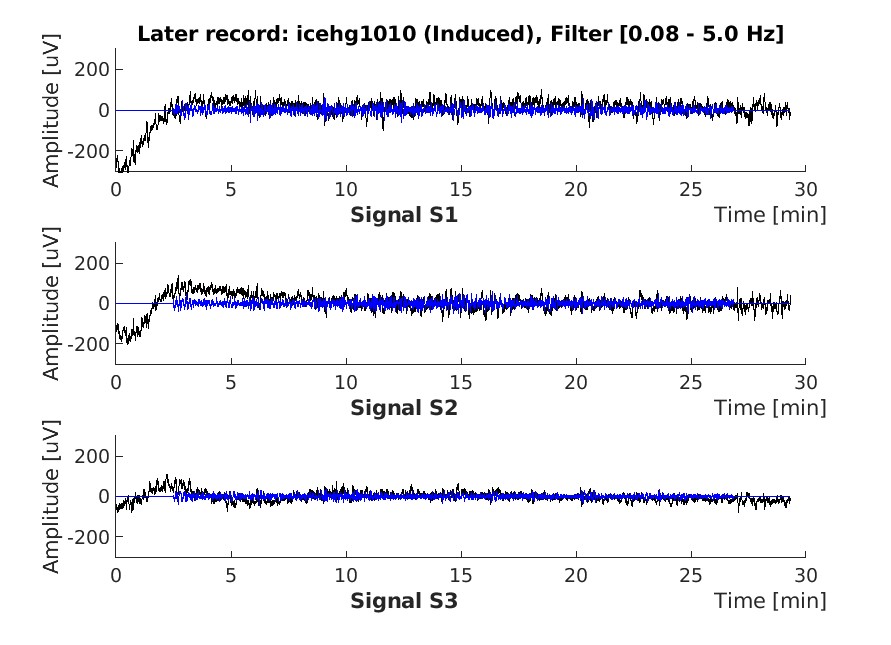 Later record: icehg1010 (Induced), Filter [0.08 - 5.0 Hz]
Amplitude [uV]
200
0
-200
0 5 10 15 20 25 30
Signal S1 Time [min]
Amplitude [uV]
200
0
-200
0 5 10 15 20 25 30
Signal S2 Time [min]
Amplitude [uV]
200
0
-200
0 5 10 15 20 25 30
Signal S3 Time [min]